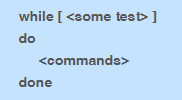 while [ <some test> ]
do
<commands>
done